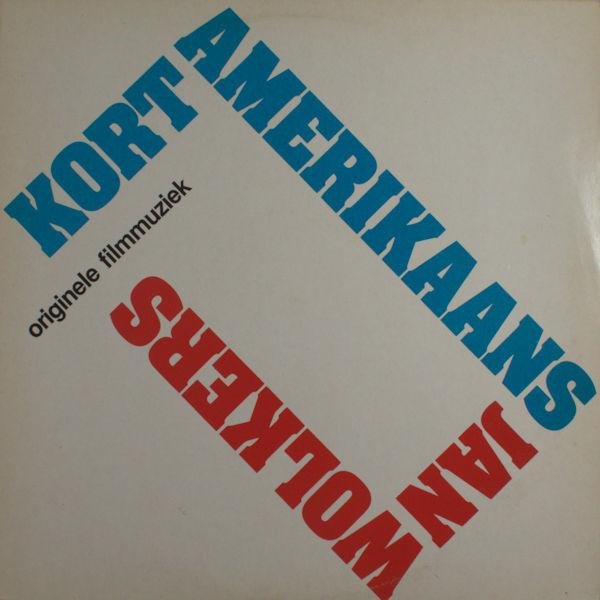 KORT
AMERIKAANS
originele filmmuziek
JAN
WOLKERS